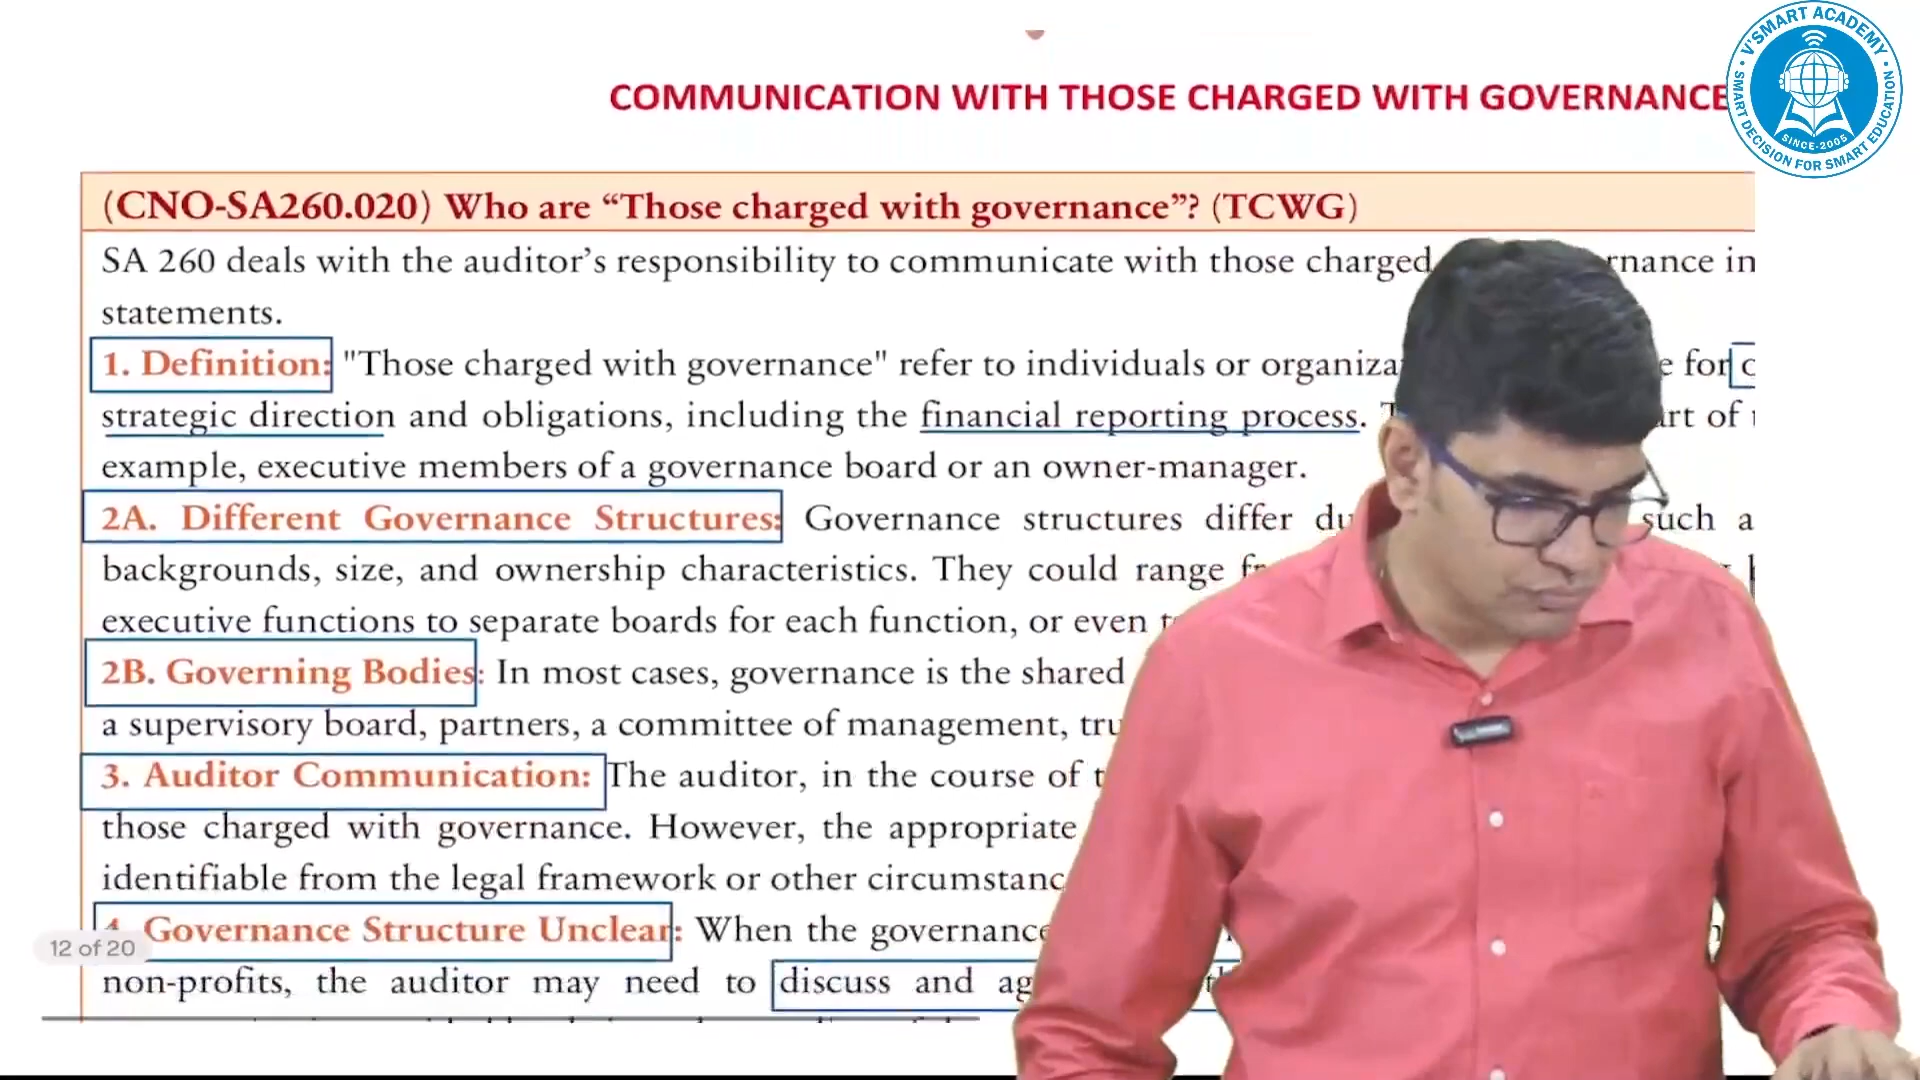 V'SMART ACADEMY
SMART DECISION FOR SMART EDUCATION
SINCE-2005
COMMUNICATION WITH THOSE CHARGED WITH GOVERNANCE
(CNO-SA260.020) Who are “Those charged with governance”? (TCWG)
SA 260 deals with the auditor’s responsibility to communicate with those charged in
statements.
1. Definition: "Those charged with governance" refer to individuals or for
strategic direction and obligations, including the financial reporting process. of
example, executive members of a governance board or an owner-manager.
2A. Different Governance Structures: Governance structures differ such
backgrounds, size, and ownership characteristics. They could range
executive functions to separate boards for each function, or even
2B. Governing Bodies: In most cases, governance is the shared
a supervisory board, partners, a committee of management,
3. Auditor Communication: The auditor, in the course of
those charged with governance. However, the appropriate
identifiable from the legal framework or other
4. Governance Structure Unclear: When the governance
12 of 20
non-profits, the auditor may need to discuss and